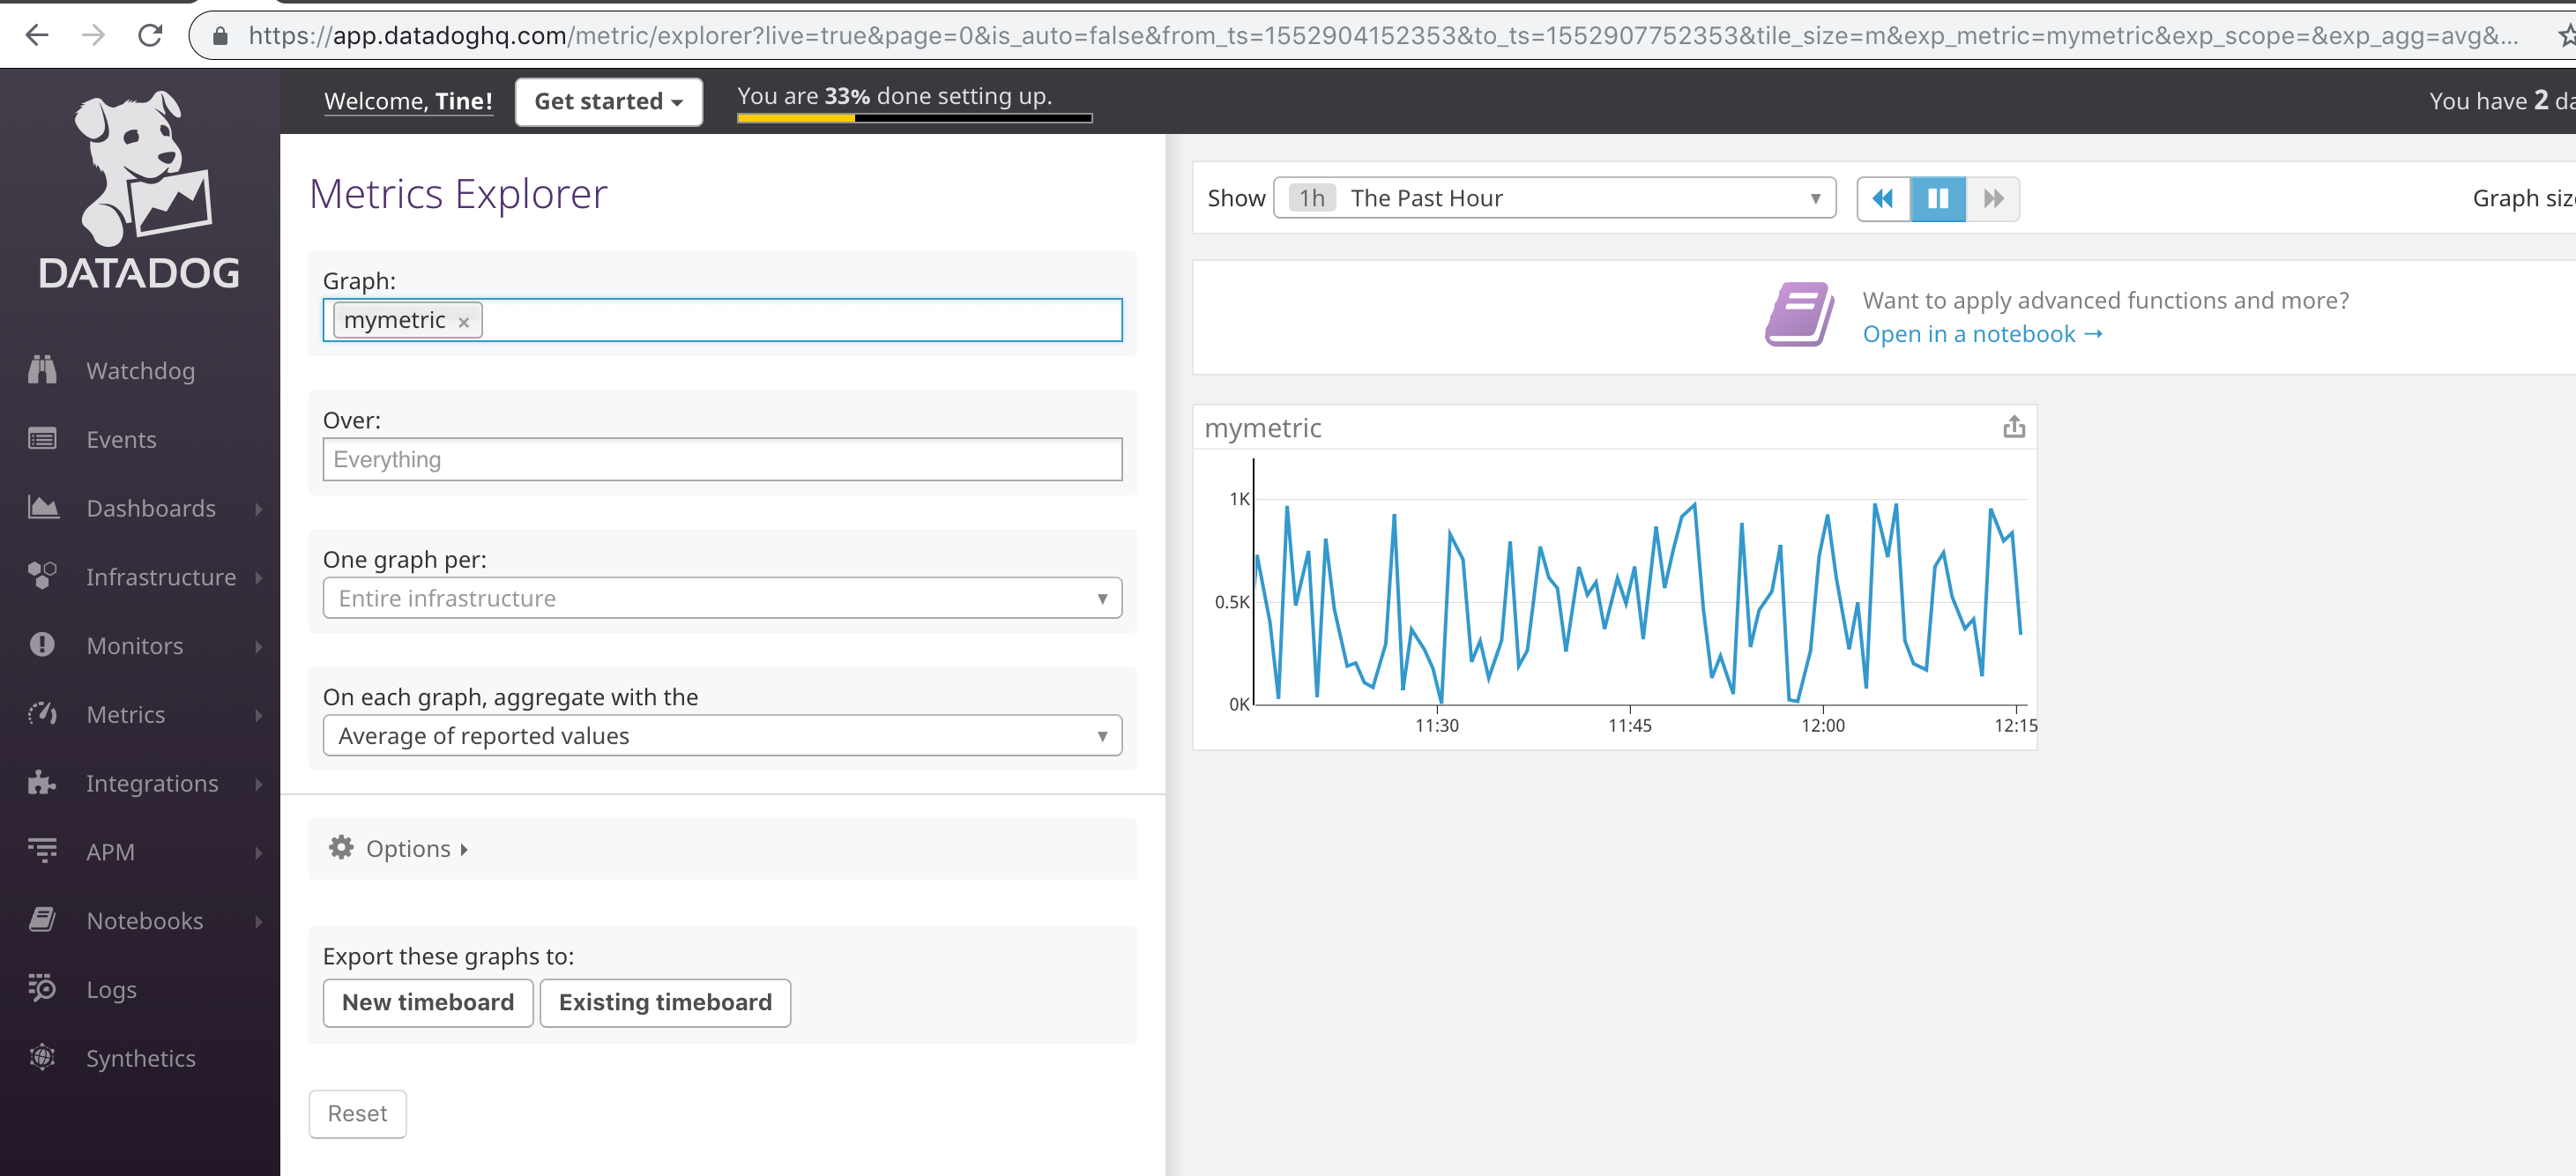 https://app.datadoghq.com/metric/explorer?live=true&page=0&is_auto=false&from_ts=1552904152353&to_ts=1552907752353&tile_size=m&exp_metric=mymetric&exp_scope=&exp_agg=avg&...
Welcome, Tine!
Get started
You are 33% done setting up.
You have 2 da
DATADOG
Watchdog
Events
Dashboards
Infrastructure
Monitors
Metrics
Integrations
APM
Notebooks
Logs
Synthetics
Metrics Explorer
Graph:
mymetric ×
Over:
Everything
One graph per:
Entire infrastructure
On each graph, aggregate with the
Average of reported values
Options
Export these graphs to:
New timeboard Existing timeboard
Reset
Show 1h The Past Hour
Graph siz
Want to apply advanced functions and more?
Open in a notebook →
mymetric
1K
0.5K
0K
11:30 11:45 12:00 12:15